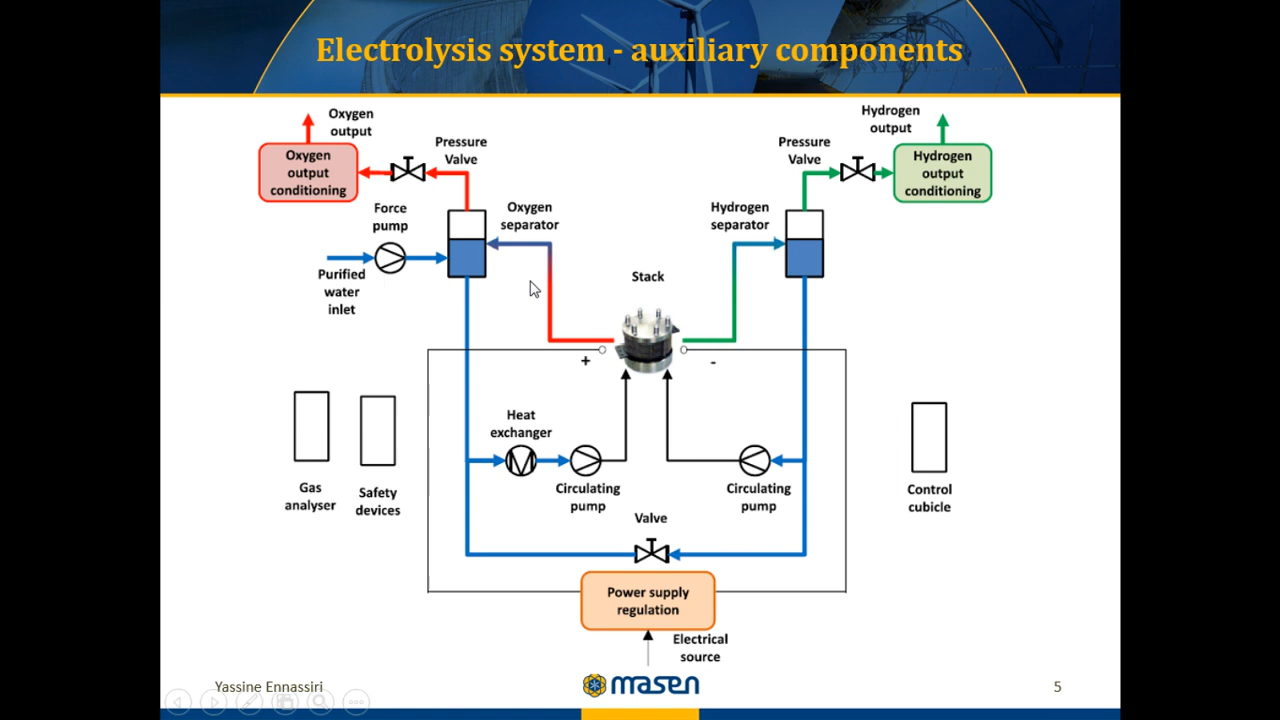 Electrolysis system - auxiliary components
Oxygen
output
Hydrogen
output
Pressure
Valve
Pressure
Valve
Oxygen
output
conditioning
Hydrogen
output
conditioning
Force
pump
Oxygen
separator
Hydrogen
separator
Purified
water
inlet
Stack
+
-
Heat
exchanger
Circulating
pump
Circulating
pump
Gas
analyser
Safety
devices
Control
cubicle
Valve
Power supply
regulation
Electrical
source
Yassine Ennassiri
masen
5